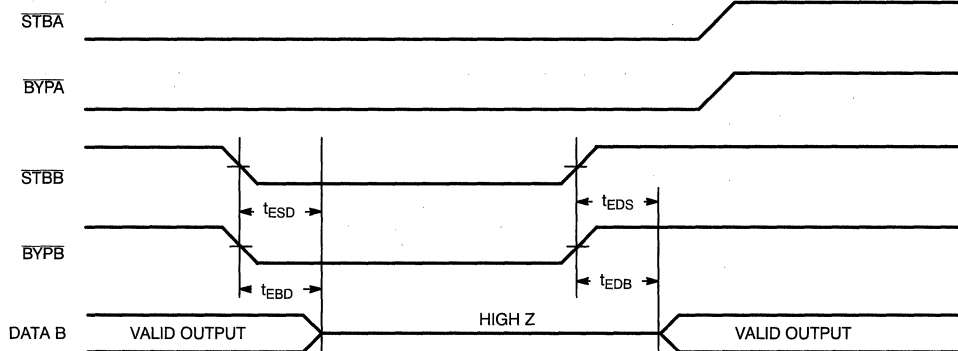 STBA
BYPA
STBB
tESD tEDS
BYPB
tEBD tEDB
HIGH Z
DATA B VALID OUTPUT VALID OUTPUT